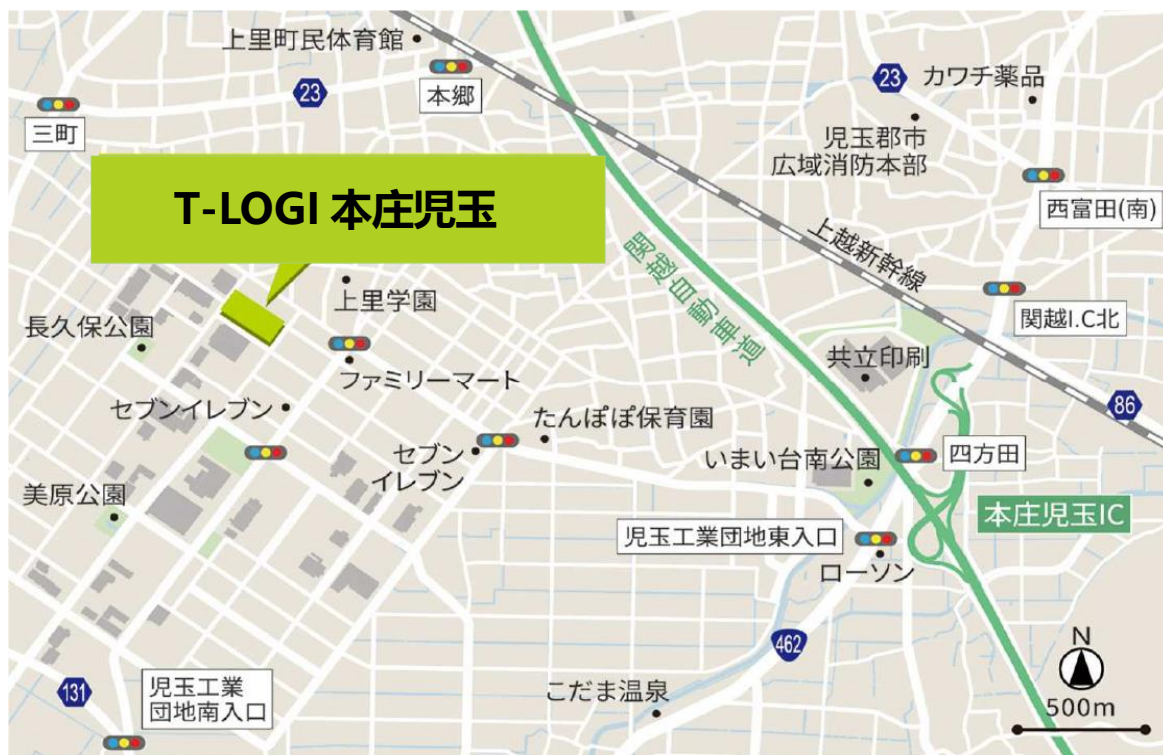 上里町民体育館
23
本郷
三町
23
カワチ薬品
児玉郡市
広域消防本部
西富田(南)
T-LOGI 本庄児玉
上越新幹線
関越自動車道
上里学園
長久保公園
関越I.C北
共立印刷
ファミリーマート
86
セブンイレブン
たんぽぽ保育園
セブン
イレブン
いまい台南公園
四方田
美原公園
本庄児玉IC
児玉工業団地東入口
ローソン
462
N
500m
131
児玉工業
団地南入口
こだま温泉